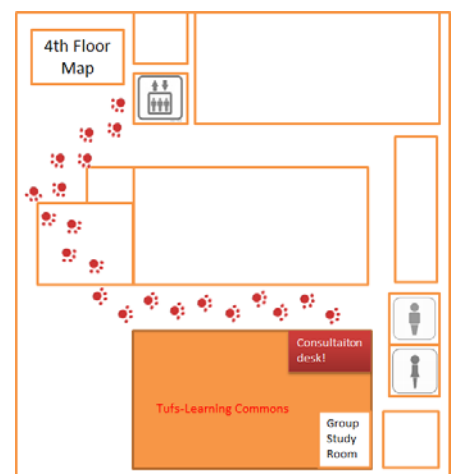 4th Floor
Map
Consultaiton
desk!
Tufs-Learning Commons
Group
Study
Room